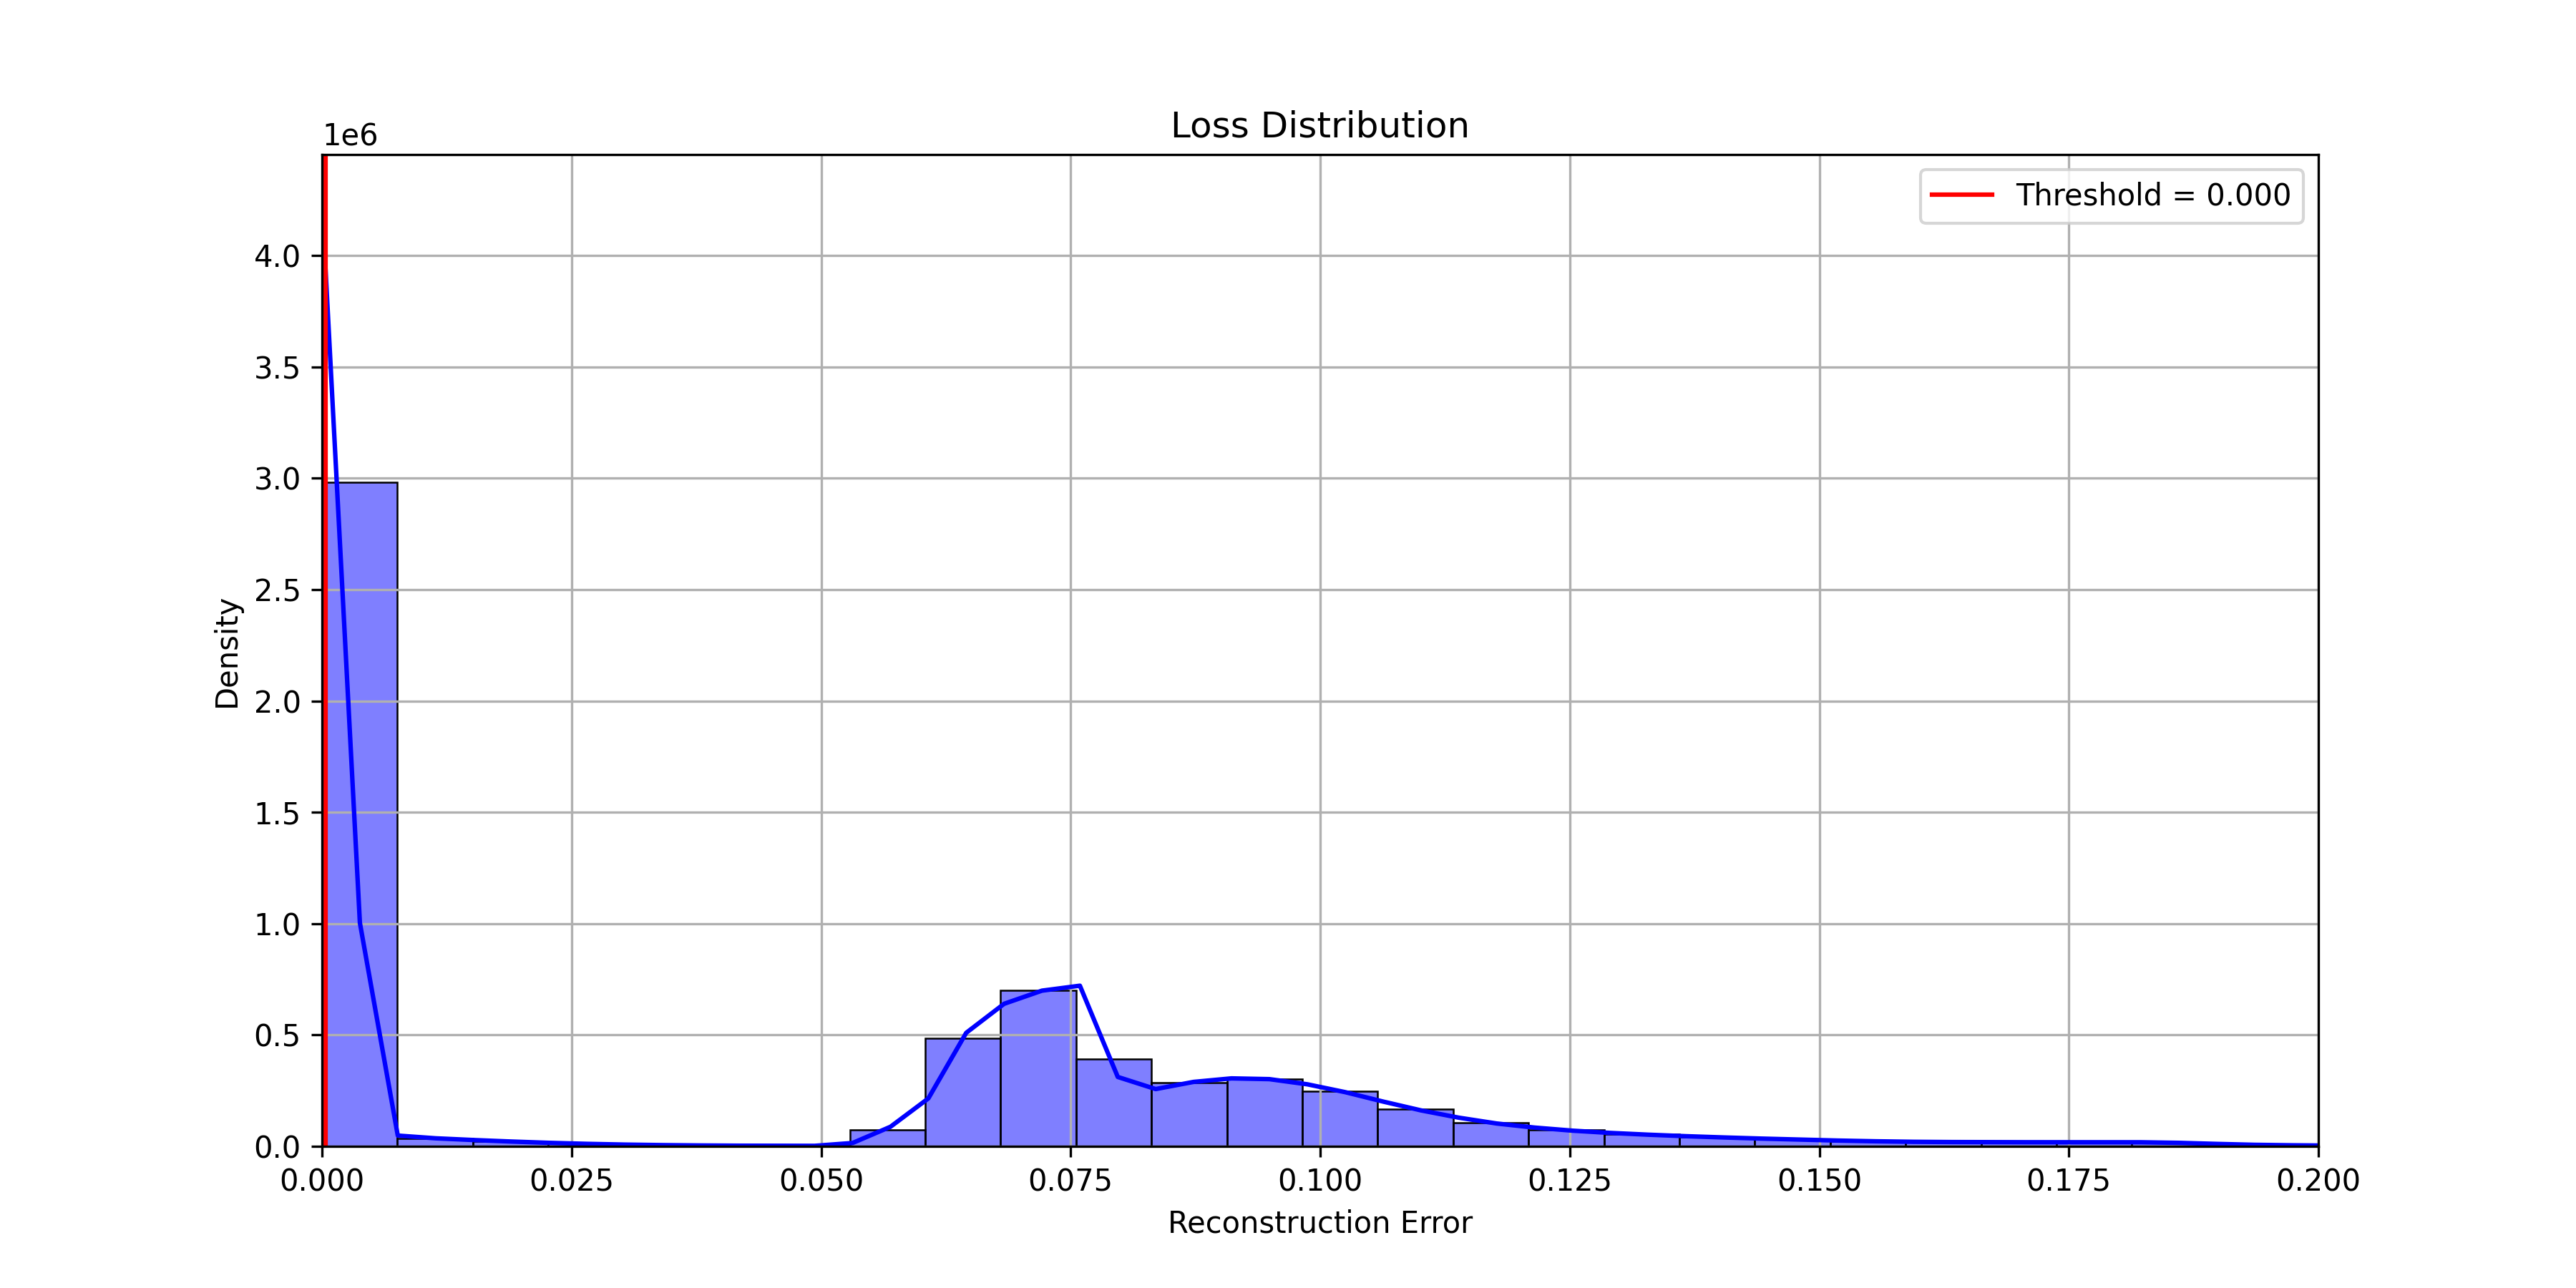 Loss Distribution
1e6
Threshold = 0.000
4.0
3.5
3.0
2.5
2.0
1.5
1.0
0.5
0.0
Density
0.000 0.025 0.050 0.075 0.100 0.125 0.150 0.175 0.200
Reconstruction Error